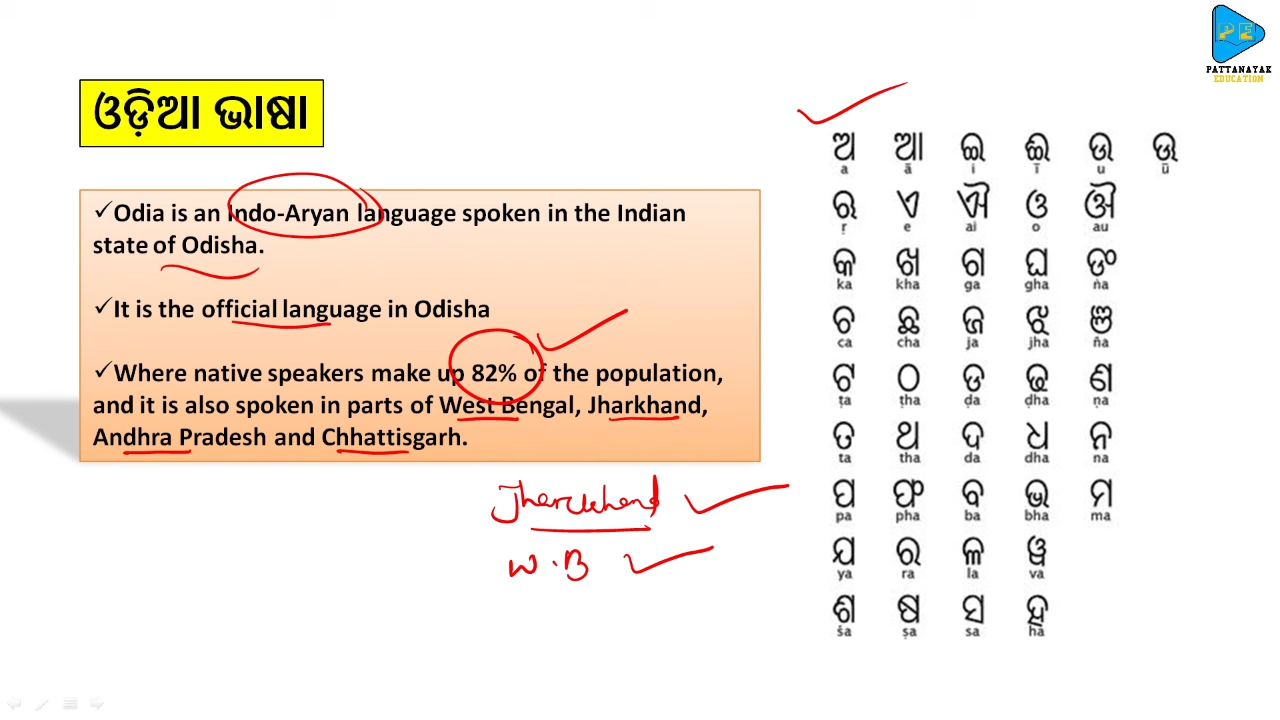 PE
PATTANAYAK
EDUCATION
ଓଡ଼ିଆ ଭାଷା
✓Odia is an Indo-Aryan language spoken in the Indian
state of Odisha.
✓It is the official language in Odisha
✓Where native speakers make up 82% of the population,
and it is also spoken in parts of West Bengal, Jharkhand,
Andhra Pradesh and Chhattisgarh.
Jharkhand
W.B
ଅ ଆ ଇ ଈ ଉ ଊ
a ā i ī u ū
ଋ ଏ ଐ ଓ ଔ
ṛ e ai o au
କ ଖ ଗ ଘ ଙଂ
ka kha ga gha ṅa
ଚ ଛ ଜ ଝ ଞ
ca cha ja jha ña
ଟ ଠ ଡ ଢ ଣ
ṭa ṭha ḍa ḍha ṇa
ତ ଥ ଦ ଧ ନ
ta tha da dha na
ପ ଫ ବ ଭ ମ
pa pha ba bha ma
ଯ ର ଳ ୱ
ya ra la va
ଶ ଷ ସ ହ
śa ṣa sa ha